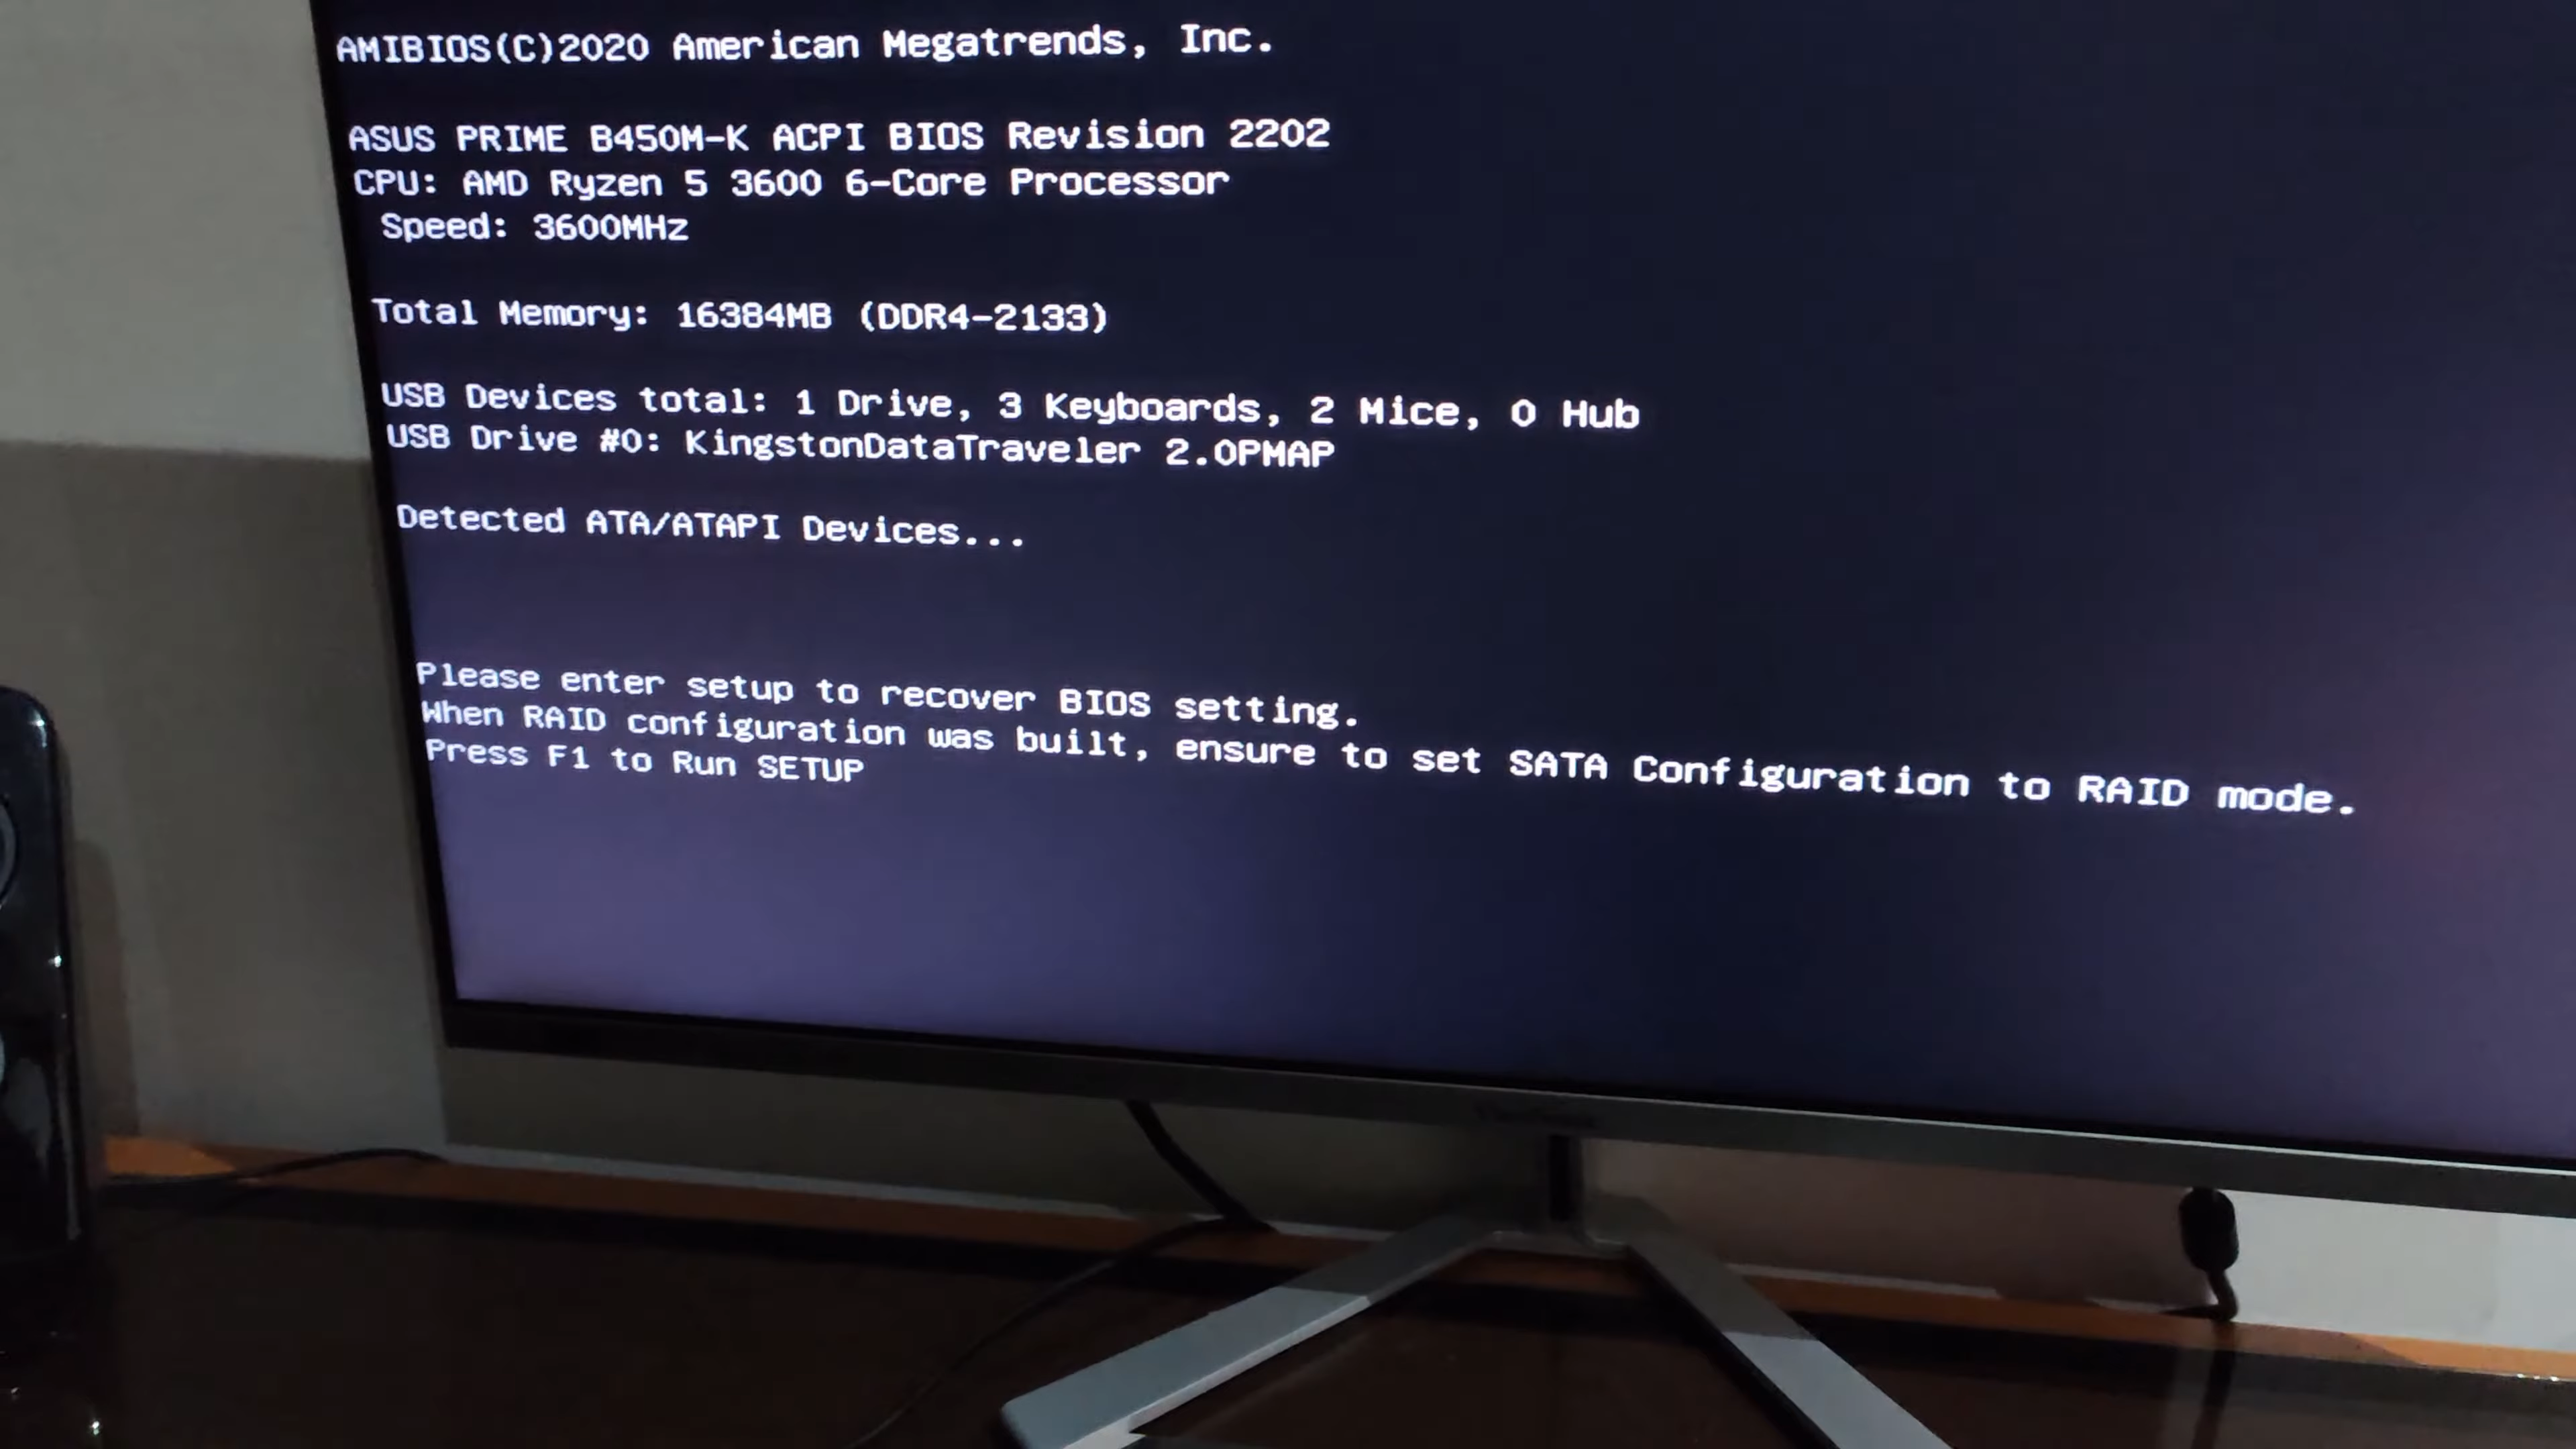 AMIBIOS(C)2020 American Megatrends, Inc.
ASUS PRIME B450M-K ACPI BIOS Revision 2202
CPU: AMD Ryzen 5 3600 6-Core Processor
Speed: 3600MHz
Total Memory: 16384MB (DDR4-2133)
USB Devices total: 1 Drive, 3 Keyboards, 2 Mice, 0 Hub
USB Drive #0: KingstonDataTraveler 2.0PMAP
Detected ATA/ATAPI Devices...
Please enter setup to recover BIOS setting.
When RAID configuration was built, ensure to set SATA Configuration to RAID mode.
Press F1 to Run SETUP